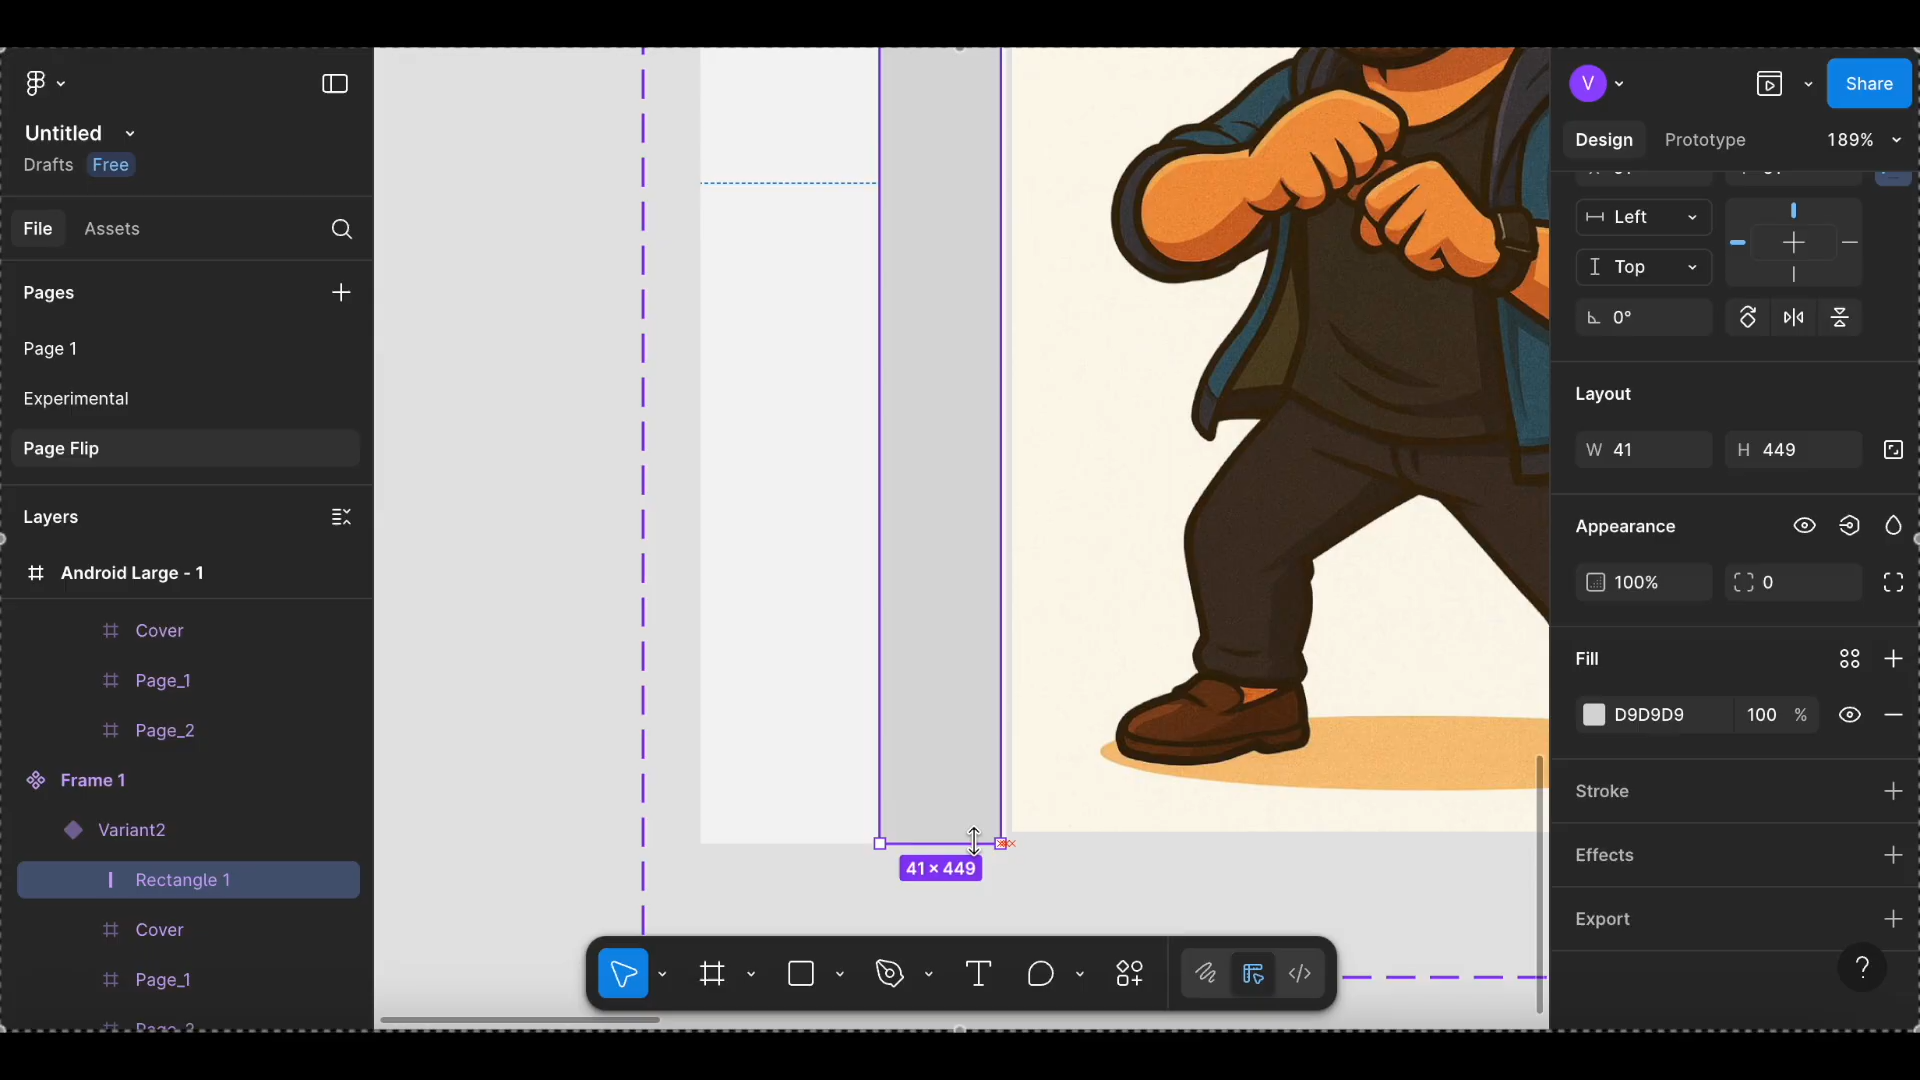 Untitled
Drafts Free
File Assets
Pages
Page 1
Experimental
Page Flip
Layers
Android Large - 1
Cover
Page_1
Page_2
Frame 1
Variant2
Rectangle 1
Cover
Page_1
41 × 449
T
V
Share
Design Prototype 189%
Left
Top
0°
Layout
W 41 H 449
Appearance
100% 0
Fill
D9D9D9 100 %
Stroke
Effects
Export
?